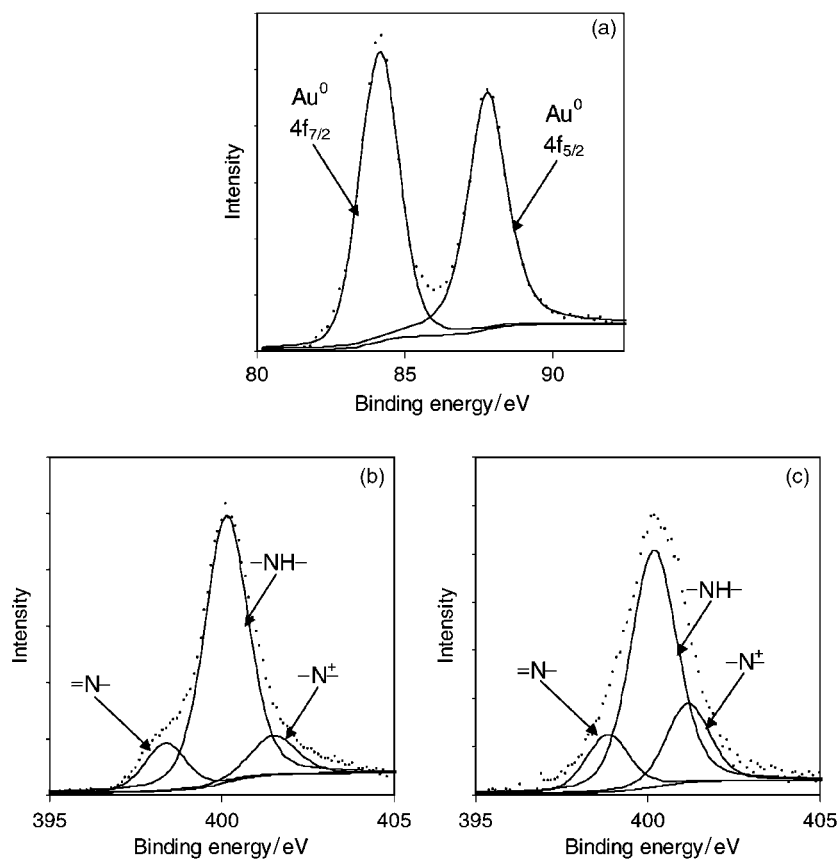 (a)
Au⁰
4f₇/₂
Au⁰
4f₅/₂
Intensity
80 85 90
Binding energy/eV
(b)
–NH–
=N–
–N⁺–
Intensity
395 400 405
Binding energy/eV
(c)
–NH–
=N–
–N⁺–
Intensity
395 400 405
Binding energy/eV